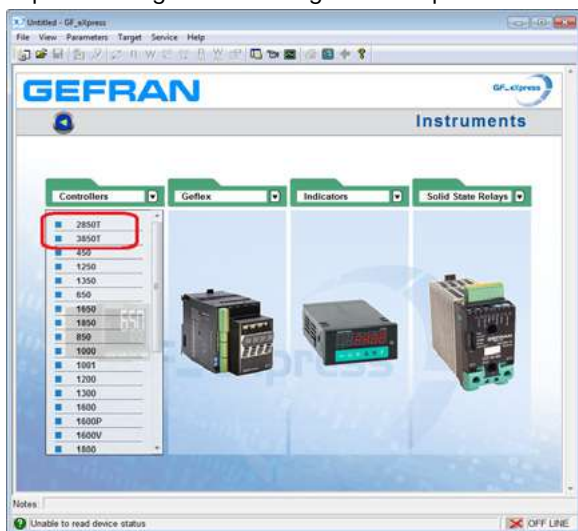 Untitled - GF_eXpress
File View Parameters Target Service Help
GEFRAN
GF_eXpress
Instruments
Controllers
Geflex
Indicators
Solid State Relays
2850T
3850T
450
1250
1350
650
1650
1850
850
1000
1001
1200
1300
1600
1600P
1600V
1800
Notes:
Unable to read device status
OFF LINE